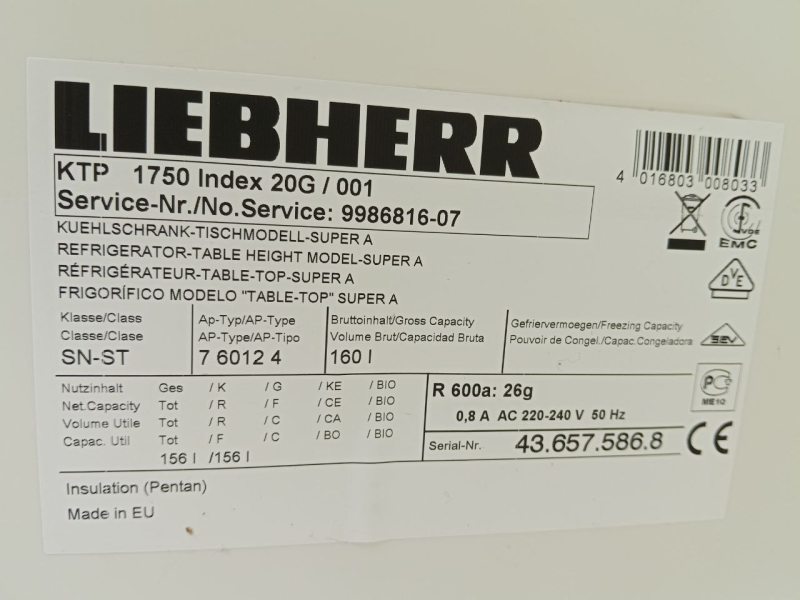 LIEBHERR
KTP 1750 Index 20G / 001
Service-Nr./No.Service: 9986816-07
4 016803 008033
VDE
EMC
KUEHLSCHRANK-TISCHMODELL-SUPER A
REFRIGERATOR-TABLE HEIGHT MODEL-SUPER A
RÉFRIGÉRATEUR-TABLE-TOP-SUPER A
FRIGORÍFICO MODELO "TABLE-TOP" SUPER A
DVE
Klasse/Class Ap-Typ/AP-Type Bruttoinhalt/Gross Capacity Gefriervermoegen/Freezing Capacity
Clase/Classe AP-Type/AP-Tipo Volume Brut/Capacidad Bruta Pouvoir de Congel./Capac.Congeladora
SN-ST 7 6012 4 160 l
SEV
Nutzinhalt Ges / K / G / KE / BIO
Net.Capacity Tot / R / F / CE / BIO
Volume Utile Tot / R / C / CA / BIO
Capac. Util Tot / F / C / BO / BIO
156 l /156 l
R 600a: 26g
0,8 A AC 220-240 V 50 Hz
Serial-Nr. 43.657.586.8
PC
ME10
CE
Insulation (Pentan)
Made in EU